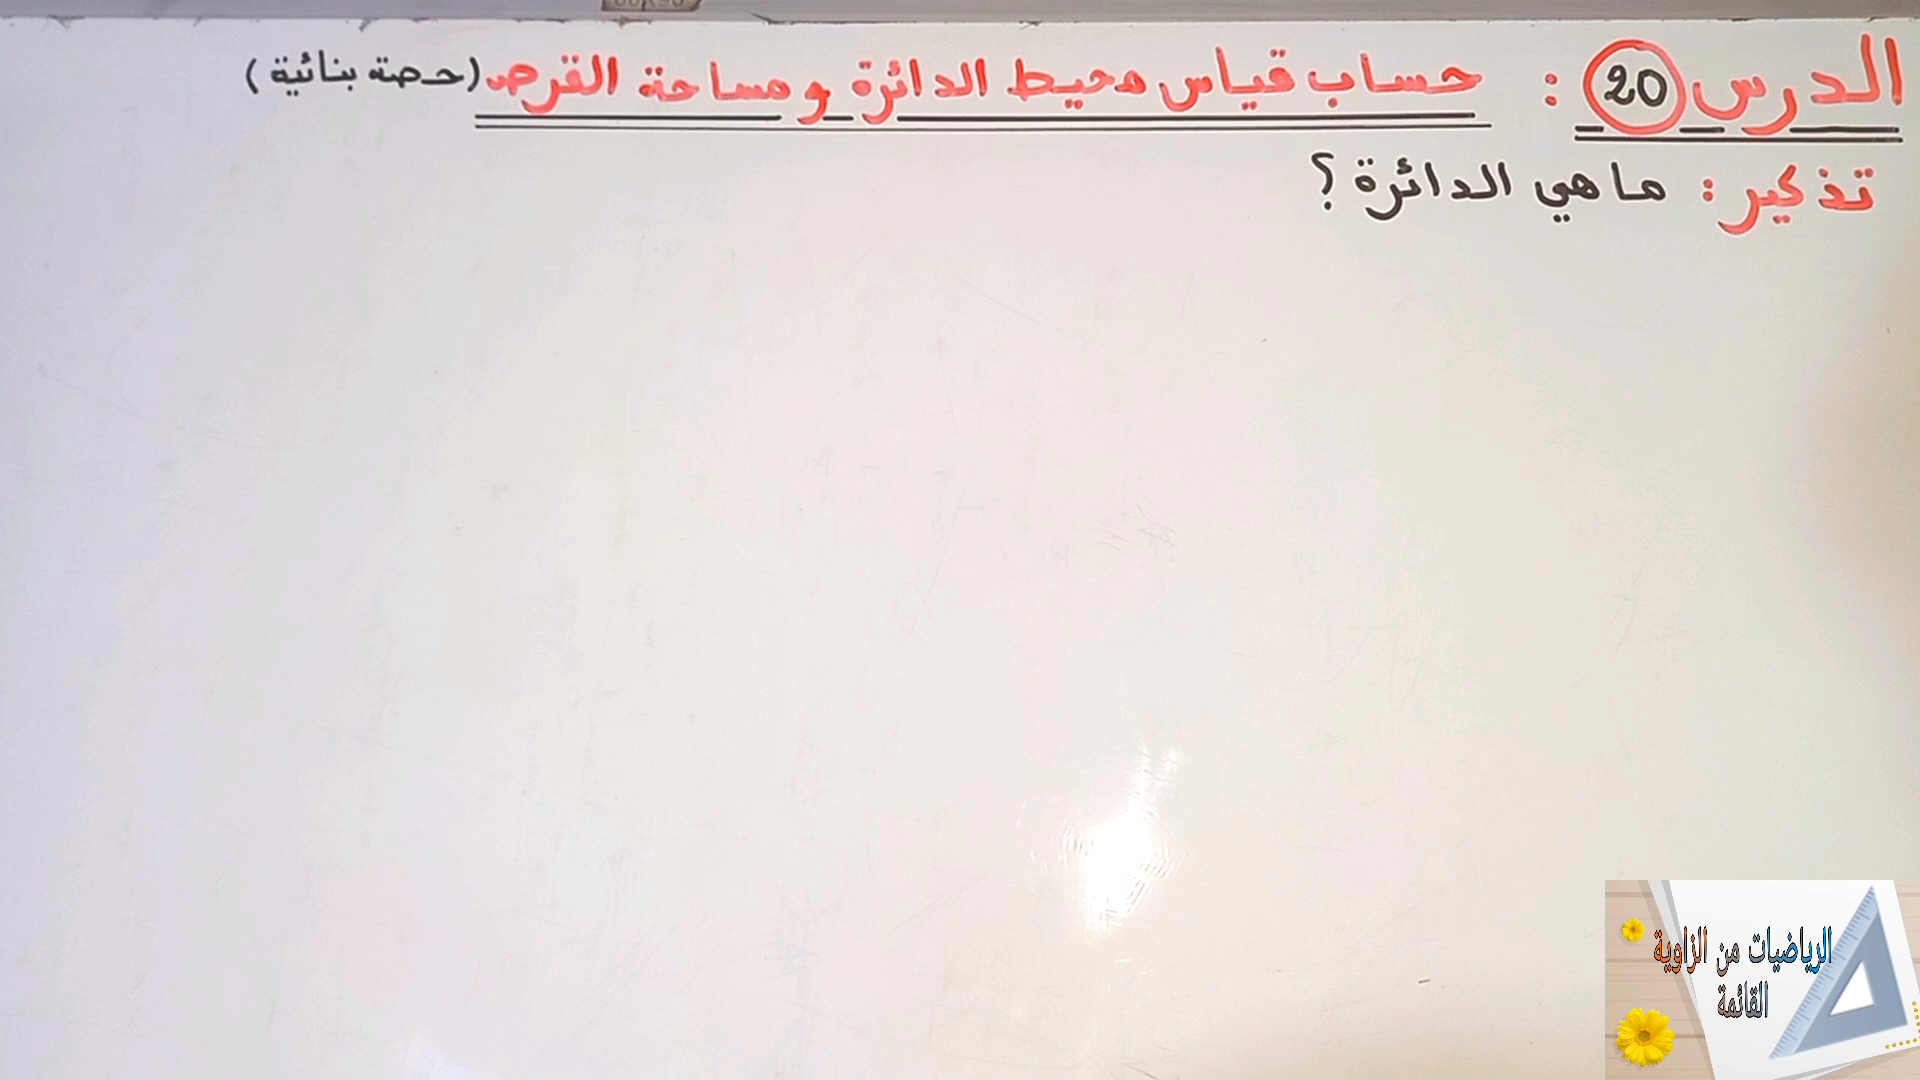 الدرس 20 : حساب قياس محيط الدائرة و مساحة القرص (حصة بنائية)
تذكير: ما هي الدائرة؟
الرياضيات من الزاوية
القائمة